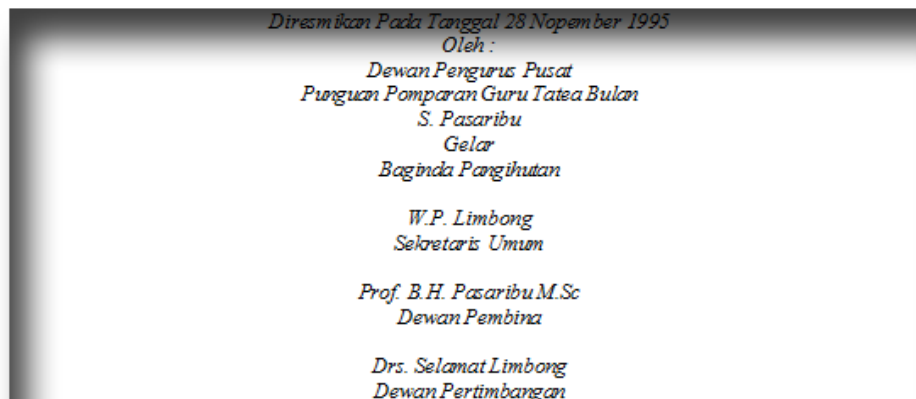 Diresmikan Pada Tanggal 28 Nopember 1995
Oleh :
Dewan Pengurus Pusat
Punguan Pomparan Guru Tatea Bulan
S. Pasaribu
Gelar
Baginda Pangihutan
W.P. Limbong
Sekretaris Umum
Prof. B.H. Pasaribu M.Sc
Dewan Pembina
Drs. Selamat Limbong
Dewan Pertimbangan